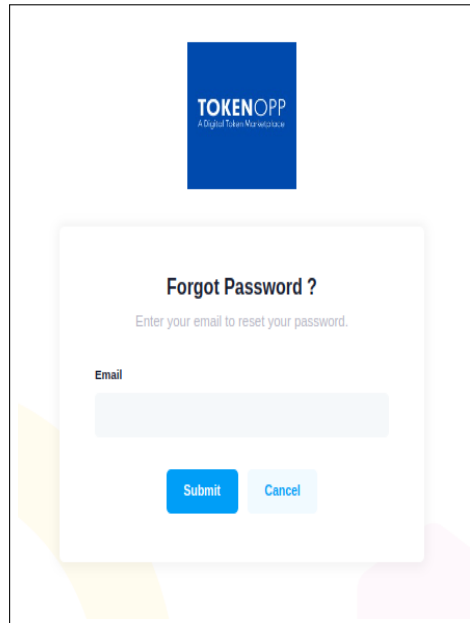 TOKENOPP
A Digital Token Marketplace
Forgot Password ?
Enter your email to reset your password.
Email
Submit
Cancel